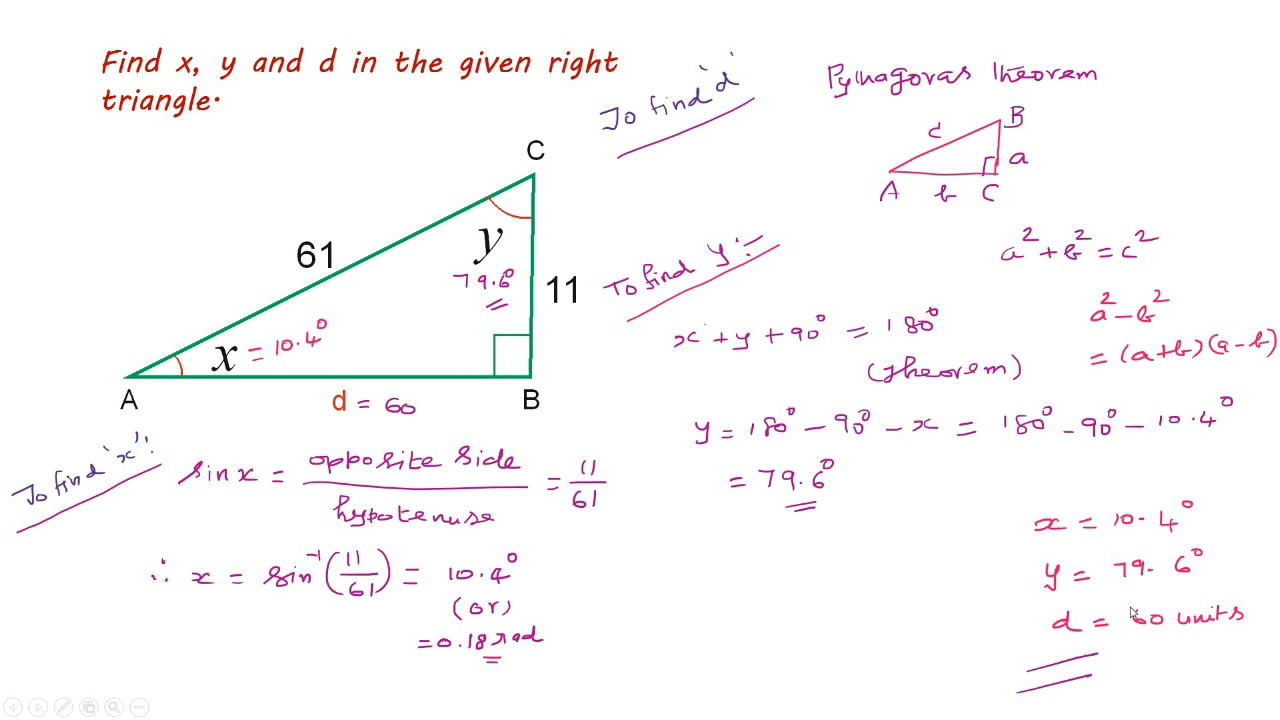 Find x, y and d in the given right
triangle.
C
61
y
79.6°
11
x = 10.4°
A
d = 60
B
To find 'x':
sin x = opposite side / hypotenuse = 11/61
∴ x = sin⁻¹(11/61) = 10.4°
(or)
= 0.18 rad
To find 'd'
Pythagoras theorem
B
c
a
A
b
C
a² + b² = c²
a² - b²
= (a+b)(a-b)
To find y:-
x + y + 90° = 180°
(theorem)
y = 180° - 90° - x = 180° - 90° - 10.4°
= 79.6°
x = 10.4°
y = 79.6°
d = 60 units